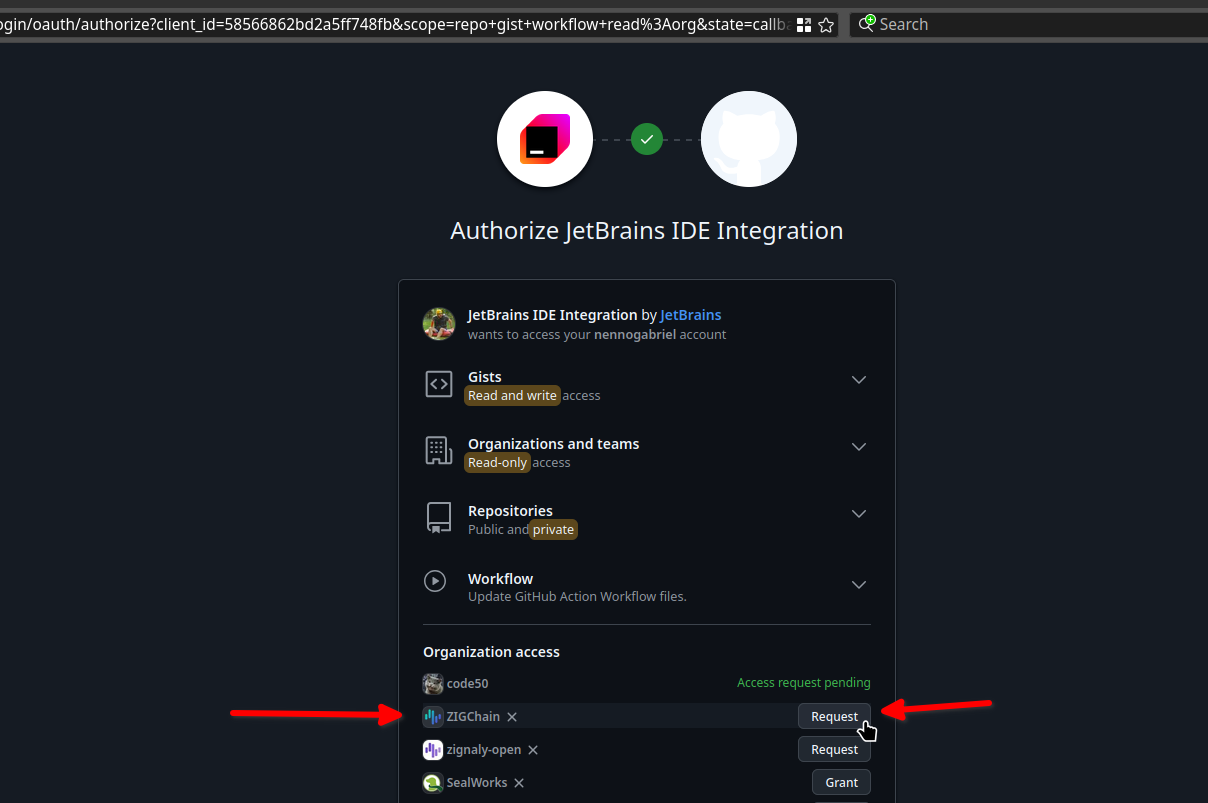 ogin/oauth/authorize?client_id=58566862bd2a5ff748fb&scope=repo+gist+workflow+read%3Aorg&state=callba
Search
Authorize JetBrains IDE Integration
JetBrains IDE Integration by JetBrains
wants to access your nennogabriel account
Gists
Read and write access
Organizations and teams
Read-only access
Repositories
Public and private
Workflow
Update GitHub Action Workflow files.
Organization access
code50 Access request pending
ZIGChain Request
zignaly-open Request
SealWorks Grant